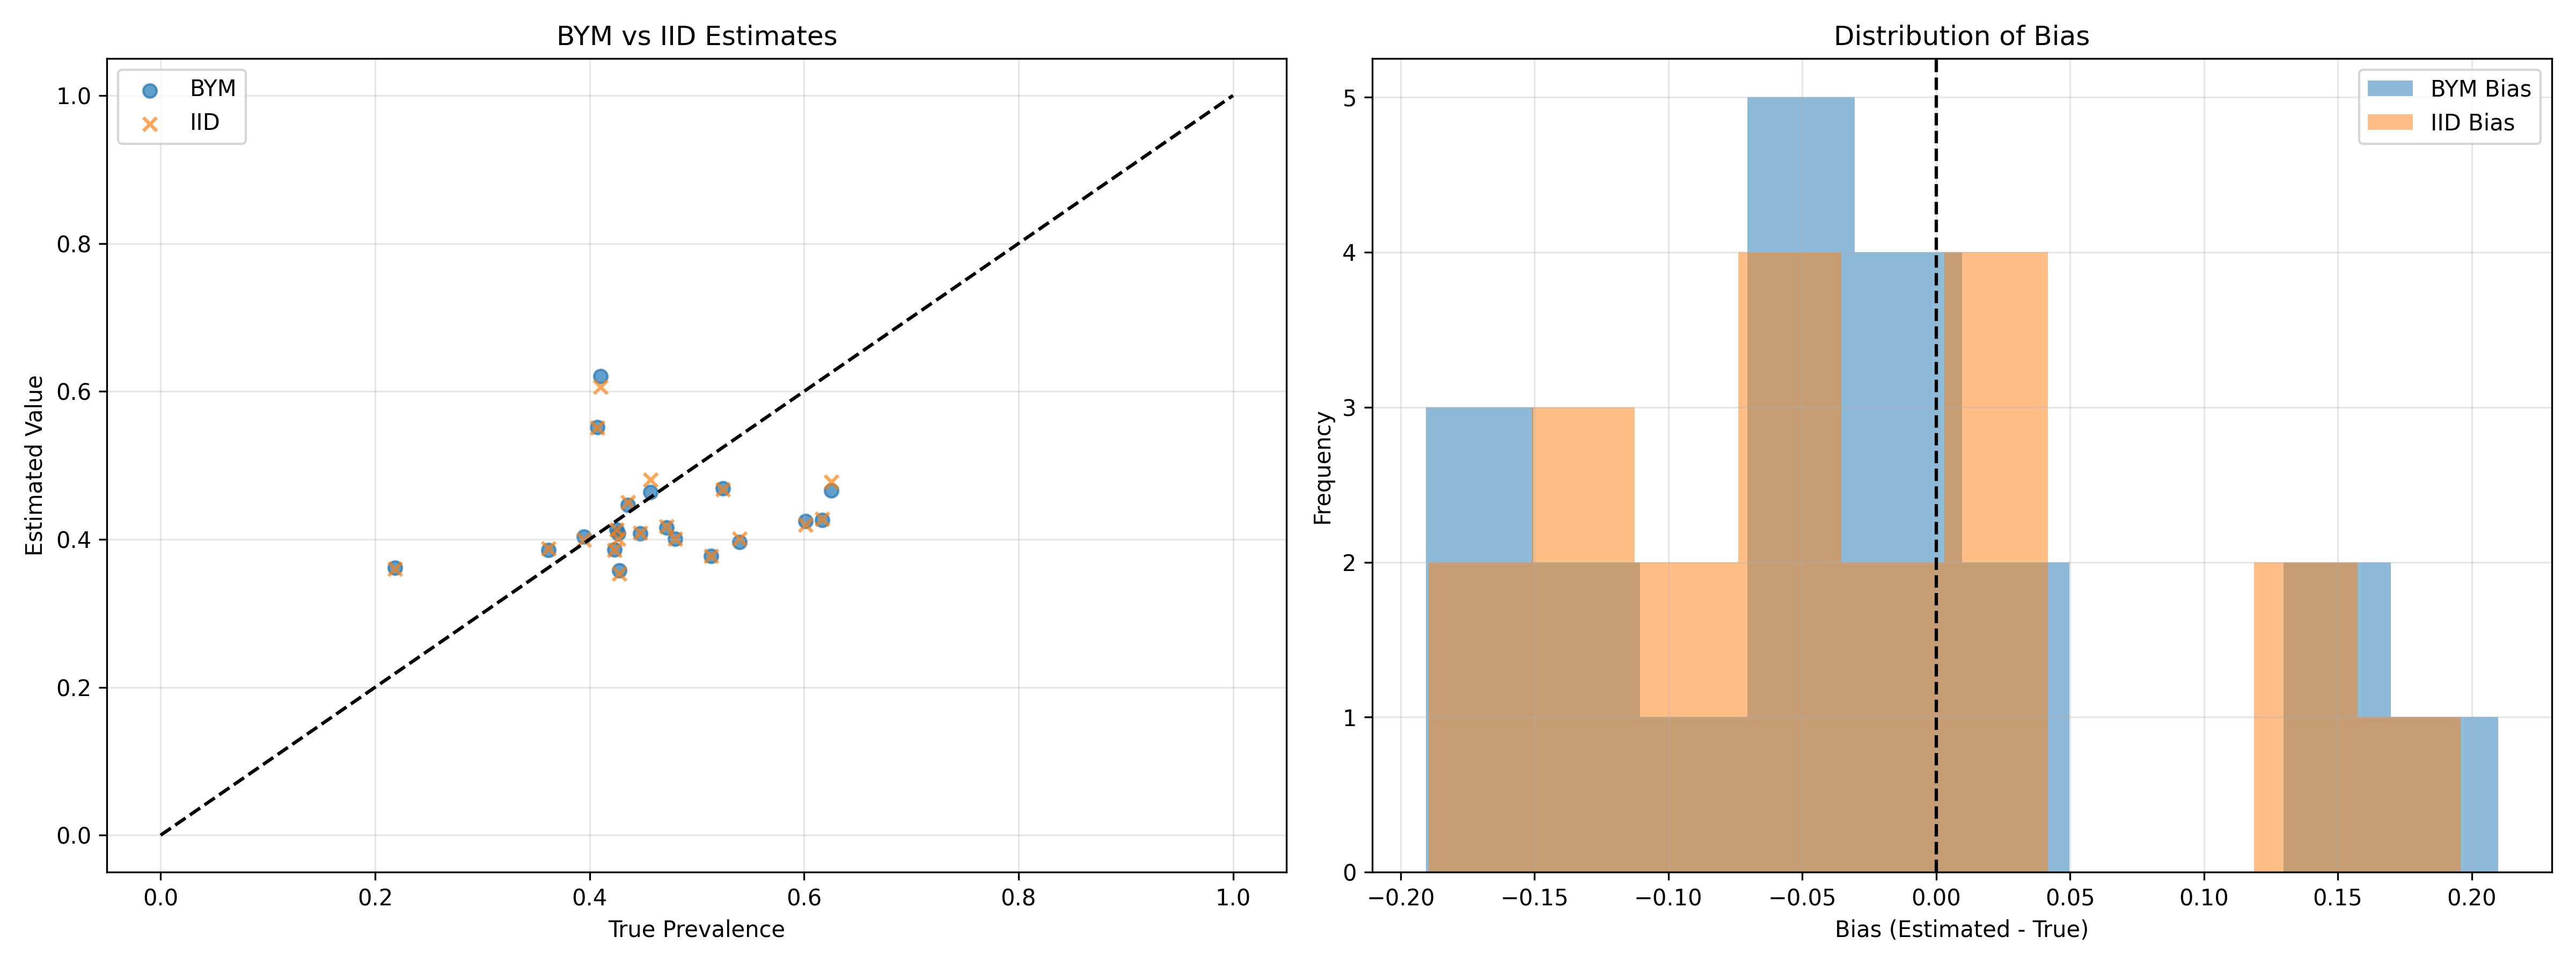 BYM vs IID Estimates
BYM
IID
1.0
0.8
0.6
0.4
0.2
0.0
Estimated Value
0.0 0.2 0.4 0.6 0.8 1.0
True Prevalence
Distribution of Bias
BYM Bias
IID Bias
5
4
3
2
1
0
Frequency
−0.20 −0.15 −0.10 −0.05 0.00 0.05 0.10 0.15 0.20
Bias (Estimated - True)